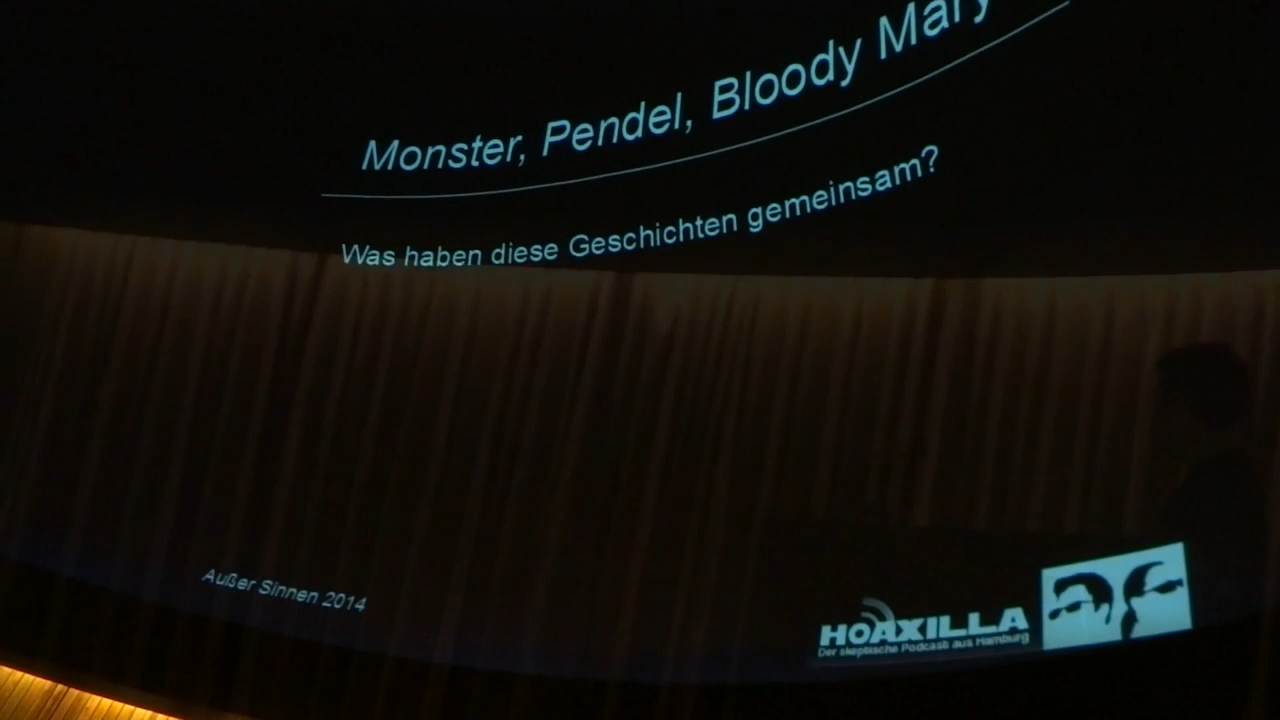 Monster, Pendel, Bloody Mary
Was haben diese Geschichten gemeinsam?
Außer Sinnen 2014
HOAXILLA
Der skeptische Podcast aus Hamburg